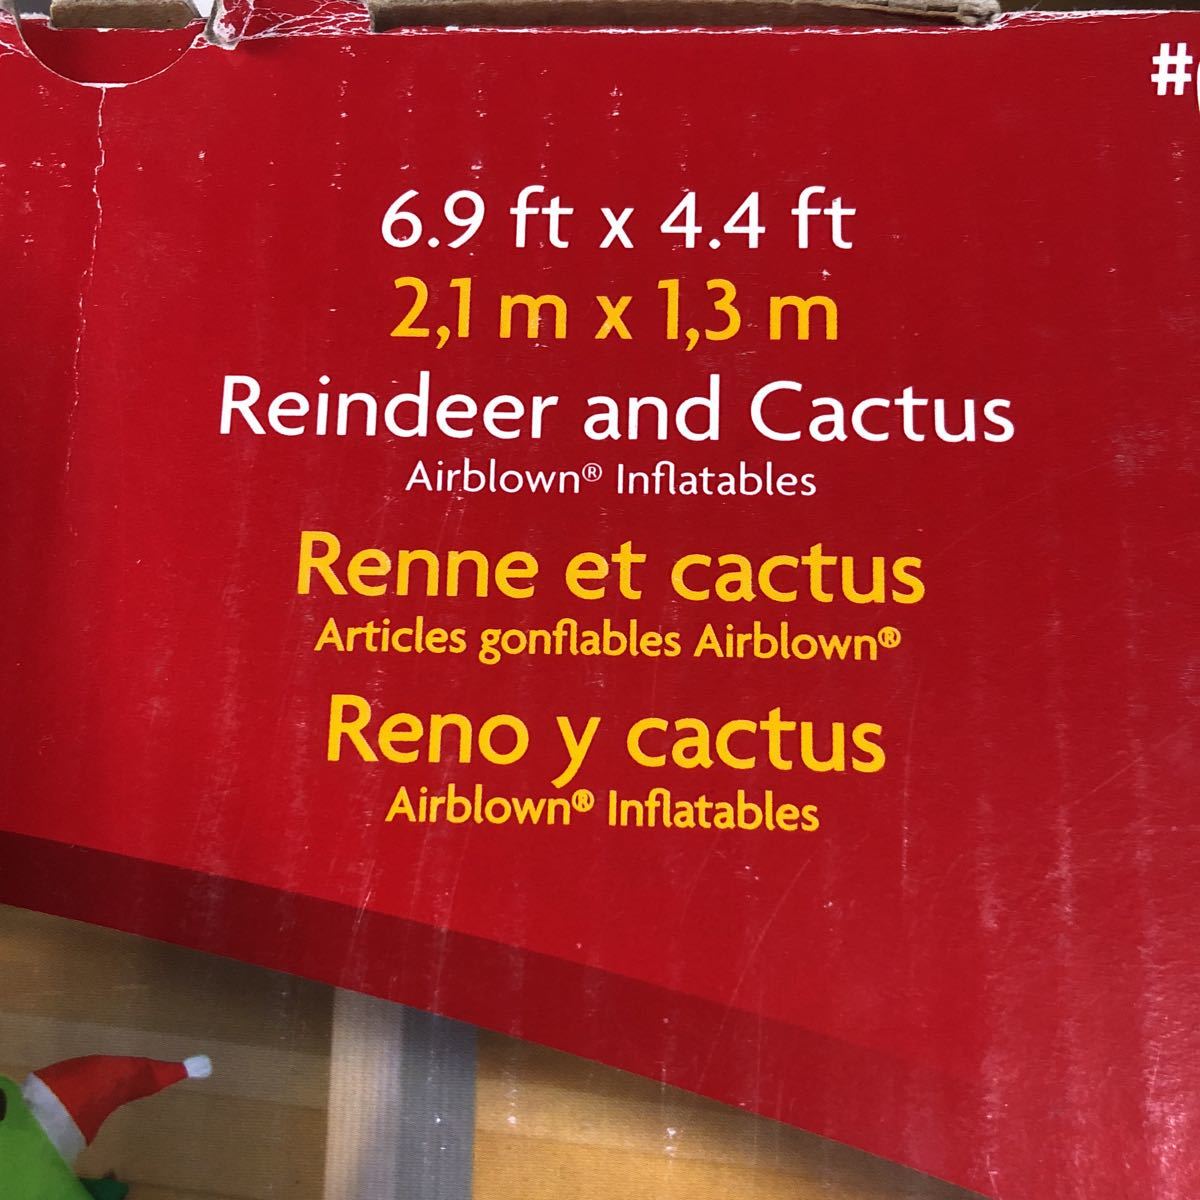 #
6.9 ft x 4.4 ft
2,1 m x 1,3 m
Reindeer and Cactus
Airblown® Inflatables
Renne et cactus
Articles gonflables Airblown®
Reno y cactus
Airblown® Inflatables